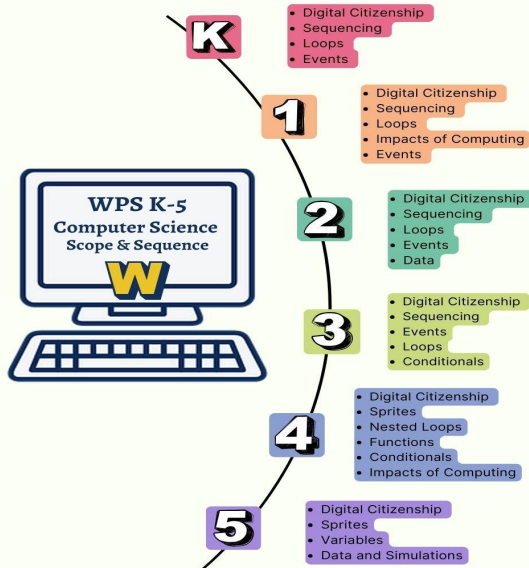 K
• Digital Citizenship
• Sequencing
• Loops
• Events
1
• Digital Citizenship
• Sequencing
• Loops
• Impacts of Computing
• Events
WPS K-5
Computer Science
Scope & Sequence
W
2
• Digital Citizenship
• Sequencing
• Loops
• Events
• Data
3
• Digital Citizenship
• Sequencing
• Events
• Loops
• Conditionals
4
• Digital Citizenship
• Sprites
• Nested Loops
• Functions
• Conditionals
• Impacts of Computing
5
• Digital Citizenship
• Sprites
• Variables
• Data and Simulations